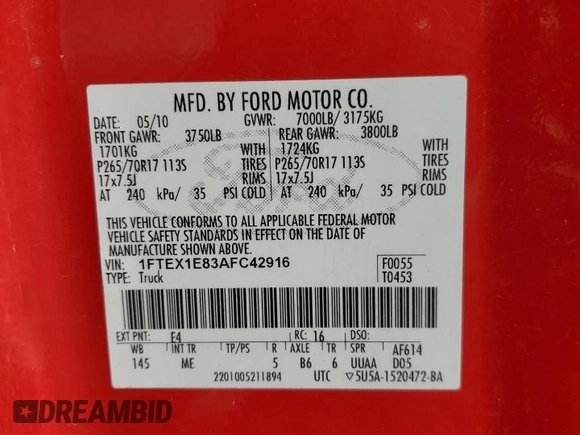 MFD. BY FORD MOTOR CO.
DATE: 05/10 GVWR: 7000LB/ 3175KG
FRONT GAWR: 3750LB REAR GAWR: 3800LB
1701KG WITH 1724KG WITH
P265/70R17 113S TIRES P265/70R17 113S TIRES
17x7.5J RIMS 17x7.5J RIMS
AT 240 kPa/ 35 PSI COLD AT 240 kPa/ 35 PSI COLD
THIS VEHICLE CONFORMS TO ALL APPLICABLE FEDERAL MOTOR
VEHICLE SAFETY STANDARDS IN EFFECT ON THE DATE OF
MANUFACTURE SHOWN ABOVE.
VIN: 1FTEX1E83AFC42916 F0055
TYPE: Truck T0453
EXT PNT: F4 RC: 16 DSO:
WB INT TR TP/PS R AXLE TR SPR AF614
145 ME 5 B6 6 UUAA D05
2201005211894 UTC ▽5U5A-1520472-BA
DREAMBID